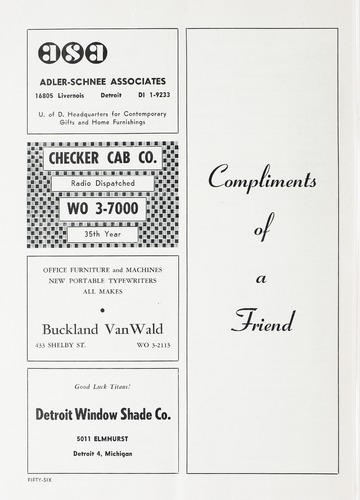 asa
ADLER-SCHNEE ASSOCIATES
16805 Livernois Detroit DI 1-9233
U. of D. Headquarters for Contemporary
Gifts and Home Furnishings
CHECKER CAB CO.
Radio Dispatched
WO 3-7000
35th Year
OFFICE FURNITURE and MACHINES
NEW PORTABLE TYPEWRITERS
ALL MAKES
Buckland VanWald
433 SHELBY ST. WO 3-2113
Good Luck Titans!
Detroit Window Shade Co.
5011 ELMHURST
Detroit 4, Michigan
FIFTY-SIX
Compliments
of
a
Friend